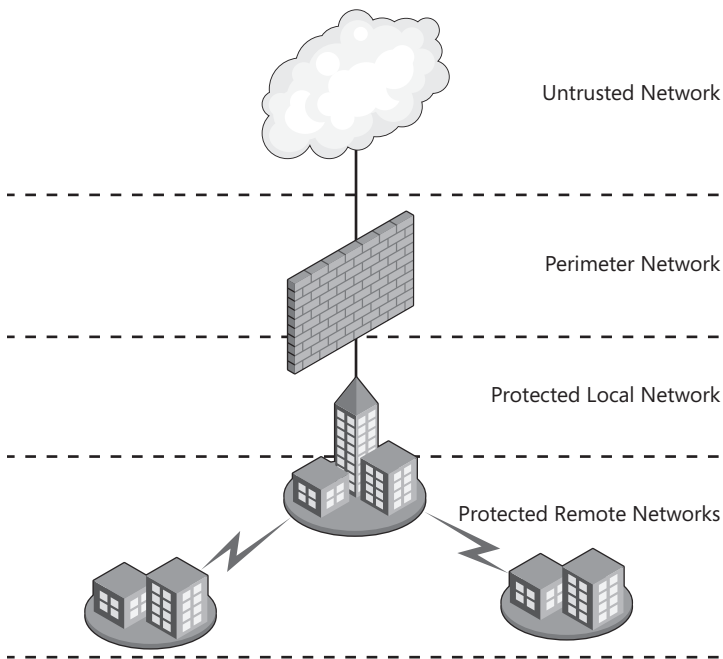 Untrusted Network
Perimeter Network
Protected Local Network
Protected Remote Networks